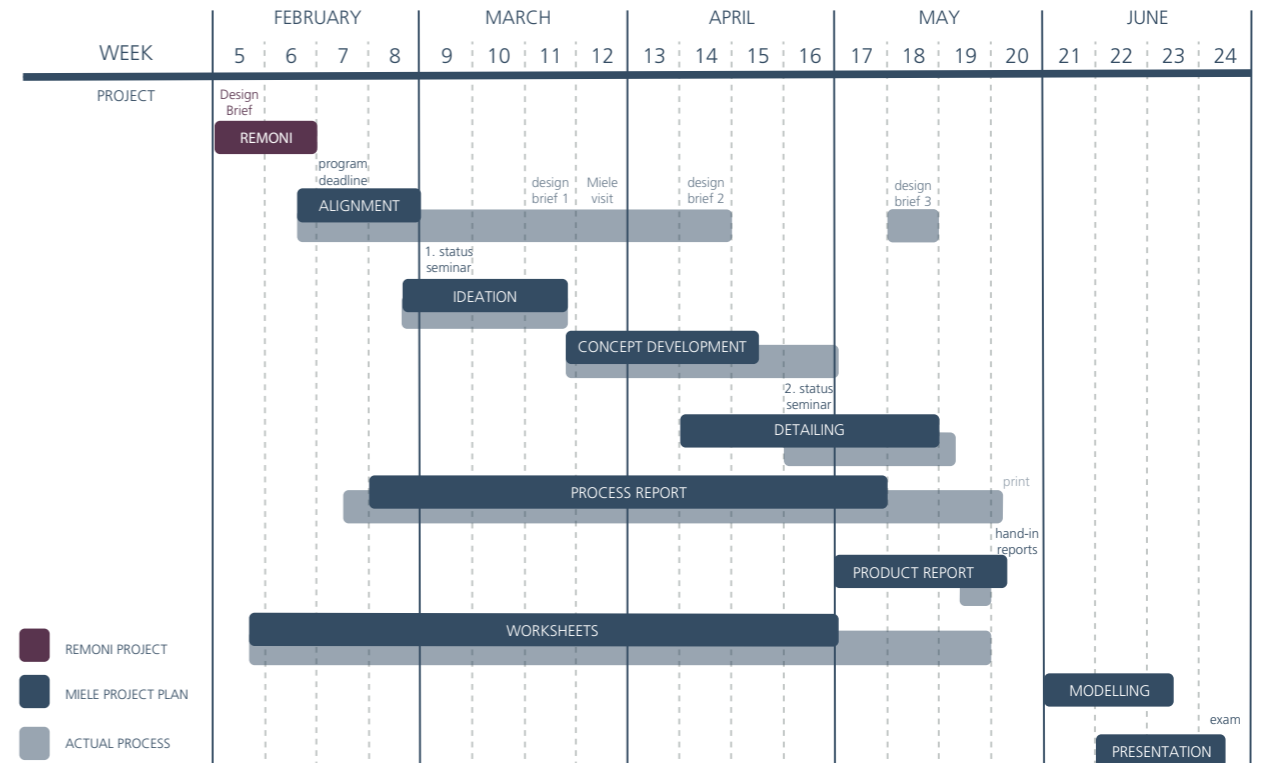 FEBRUARY MARCH APRIL MAY JUNE
WEEK 5 6 7 8 9 10 11 12 13 14 15 16 17 18 19 20 21 22 23 24
PROJECT
Design
Brief
REMONI
program
deadline
ALIGNMENT
design
brief 1
Miele
visit
design
brief 2
design
brief 3
1. status
seminar
IDEATION
CONCEPT DEVELOPMENT
2. status
seminar
DETAILING
PROCESS REPORT
print
hand-in
reports
PRODUCT REPORT
WORKSHEETS
MODELLING
exam
PRESENTATION
REMONI PROJECT
MIELE PROJECT PLAN
ACTUAL PROCESS